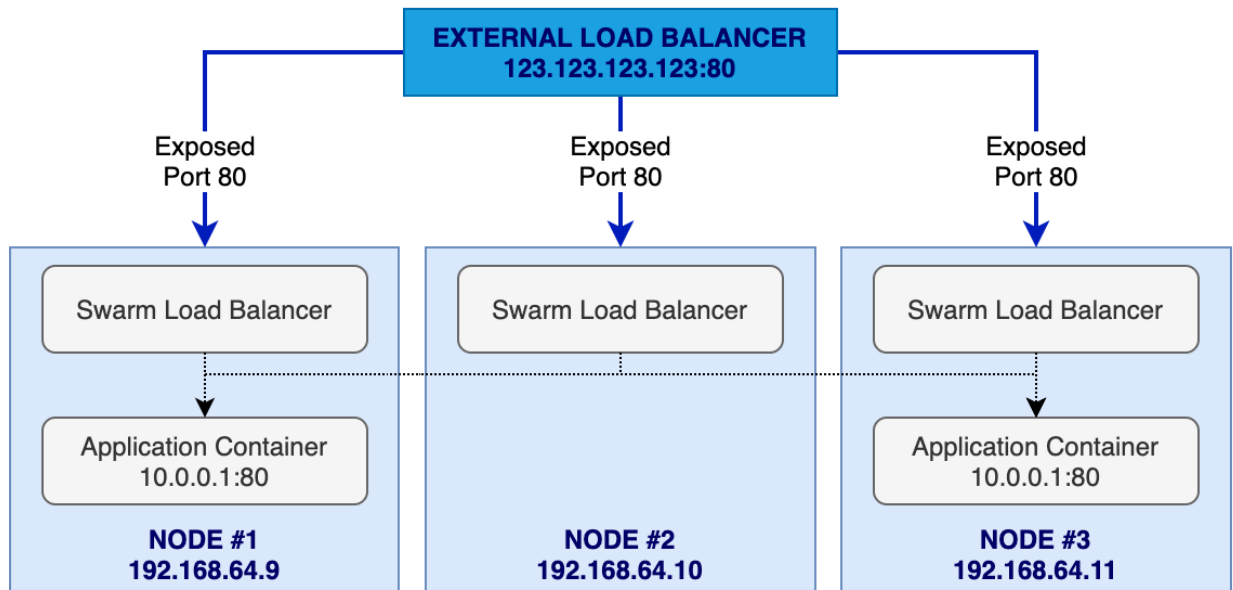 EXTERNAL LOAD BALANCER
123.123.123.123:80
Exposed
Port 80
Exposed
Port 80
Exposed
Port 80
Swarm Load Balancer
Swarm Load Balancer
Swarm Load Balancer
Application Container
10.0.0.1:80
Application Container
10.0.0.1:80
NODE #1
192.168.64.9
NODE #2
192.168.64.10
NODE #3
192.168.64.11